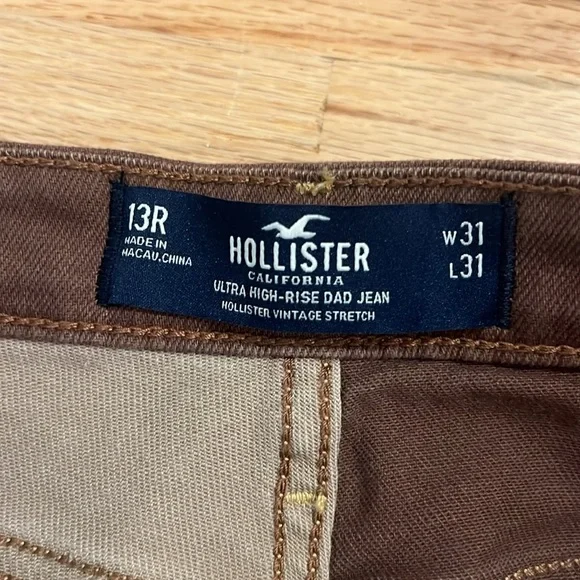 13R
MADE IN
MACAU, CHINA
HOLLISTER
CALIFORNIA
ULTRA HIGH-RISE DAD JEAN
HOLLISTER VINTAGE STRETCH
W31
L31